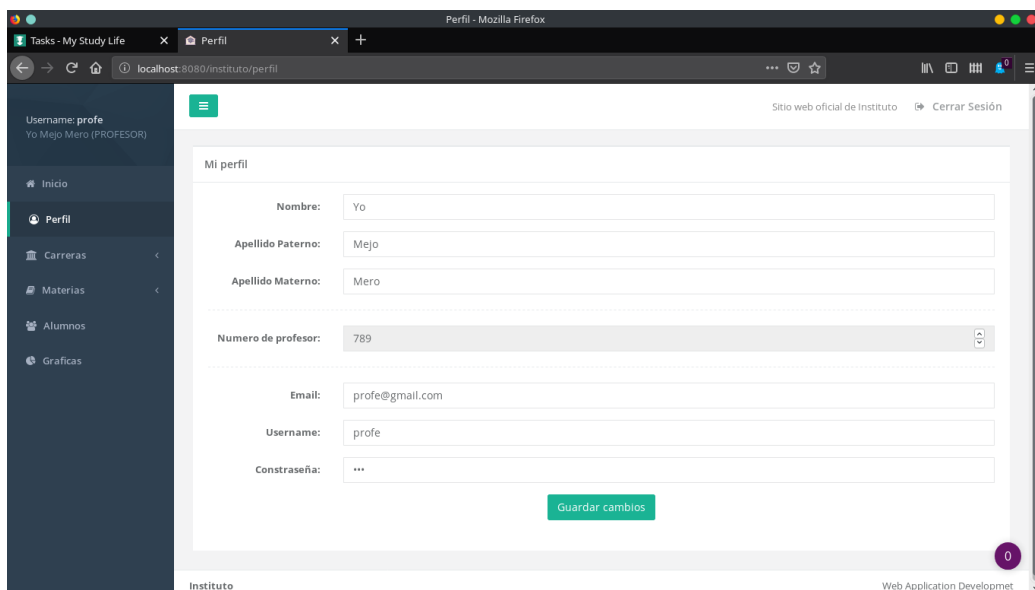 Perfil - Mozilla Firefox
Tasks - My Study Life
Perfil
localhost:8080/instituto/perfil
0
Username: profe
Yo Mejo Mero (PROFESOR)
Inicio
Perfil
Carreras
Materias
Alumnos
Graficas
Sitio web oficial de Instituto
Cerrar Sesión
Mi perfil
Nombre: Yo
Apellido Paterno: Mejo
Apellido Materno: Mero
Numero de profesor: 789
Email: profe@gmail.com
Username: profe
Constraseña: •••
Guardar cambios
0
Instituto
Web Application Developmet